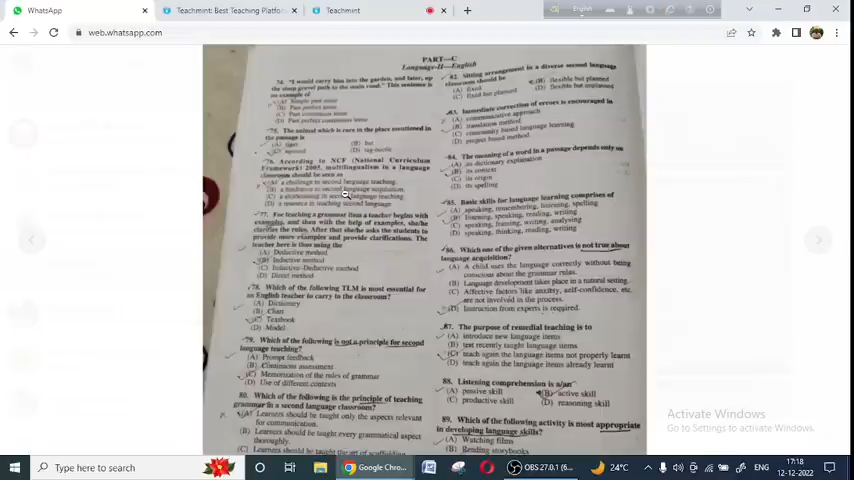 WhatsApp
Teachmint: Best Teaching Platfor
Teachmint
English
web.whatsapp.com
PART-C
Language-II-English
74. "I would carry him into the garden, and later, up
the steep gravel path to the main road." This sentence is
an example of
(A) Simple past tense
(B) Past perfect tense
(C) Past continuous tense
(D) Past perfect continuous tense
75. The animal which is rare in the place mentioned in
the passage is
(A) tiger
(B) bat
(C) squirrel
76. According to NCF (National Curriculum
Framework) 2005, multilingualism in a language
classroom should be seen as
(A) a challenge to second language teaching.
(B) a hindrance to second language acquisition.
(C) a second language teaching.
(D) a resource in teaching second language
77. For teaching a grammar item a teacher begins with
examples, and then with the help of examples, she/he
clarifies the rules. After that she/he asks the students to
provide more examples and provide clarifications. The
teacher here is thus using the
(A) Deductive method
(B) Inductive method
(C) Inductive-Deductive method
(D) Direct method
78. Which of the following TLM is most essential for
an English teacher to carry to the classroom?
(A) Dictionary
(B) Chart
(C) Textbook
(D) Model
79. Which of the following is not a principle for second
language teaching?
(A) Prompt feedback
(B) Continuous assessment
(C) Memorisation of the rules of grammar
(D) Use of different contexts
80. Which of the following is the principle of teaching
grammar in a second language classroom?
(A) Learners should be taught only the aspects relevant
for communication.
(B) Learners should be taught every grammatical aspect
thoroughly.
(C) Learners should be taught the art of scaffolding
82. Sitting arrangement in a diverse second language
classroom should be
(A) fixed
(B) flexible but planned
(C) fixed but planned
(D) flexible but unplanned
83. Immediate correction of errors is encouraged in
(A) communicative approach
(B) translation method
(C) community based language learning
(D) project based method
84. The meaning of a word in a passage depends only on
(A) its dictionary explanation
(B) its context
(C) its origin
(D) its spelling
85. Basic skills for language learning comprises of
(A) speaking, remembering, listening, spelling
(B) listening, speaking, reading, writing
(C) speaking, listening, writing, analysing
(D) speaking, thinking, reading, writing
86. Which one of the given alternatives is not true about
language acquisition?
(A) A child uses the language correctly without being
conscious about the grammar rules.
(B) Language development takes place in a natural setting.
(C) Affective factors like anxiety, self-confidence, etc.
are not involved in the process.
(D) Instruction from experts is required.
87. The purpose of remedial teaching is to
(A) introduce new language items
(B) test recently taught language items
(C) teach again the language items not properly learnt
(D) teach again the language items already learnt
88. Listening comprehension is a/an
(A) passive skill
(B) active skill
(C) productive skill
(D) reasoning skill
89. Which of the following activity is most appropriate
in developing language skills?
(A) Watching films
(B) Reading storybooks
Activate Windows
Go to Settings to activate Windows.
Type here to search
Google Chro...
OBS 27.0.1 (6...
24°C
ENG
17:18
12-12-2022